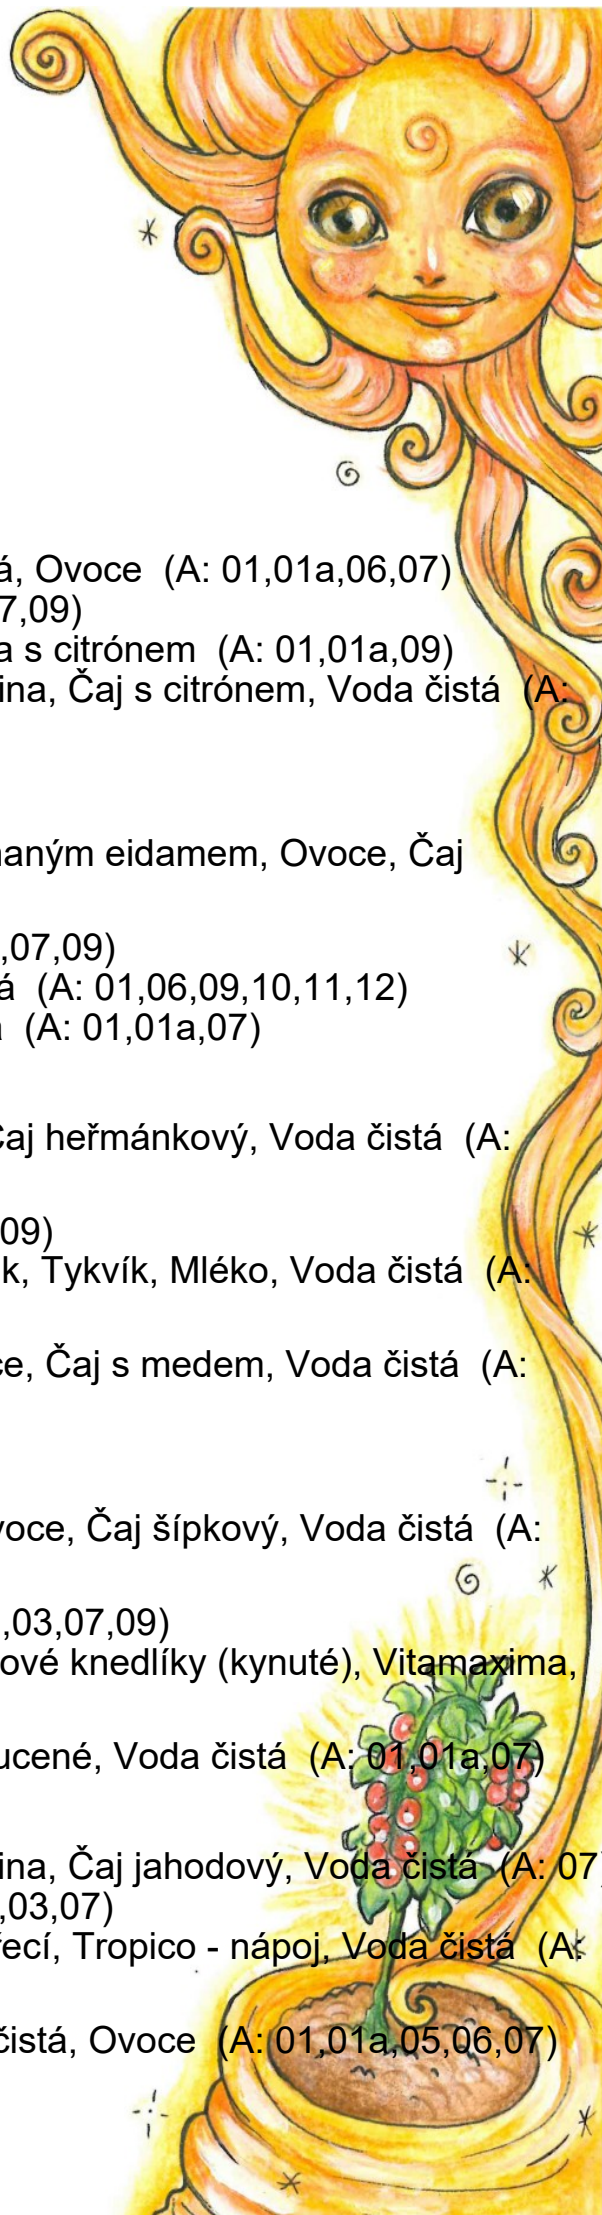 á, Ovoce (A: 01,01a,06,07)
7,09)
a s citrónem (A: 01,01a,09)
ina, Čaj s citrónem, Voda čistá (A:
naným eidamem, Ovoce, Čaj
,07,09)
á (A: 01,06,09,10,11,12)
(A: 01,01a,07)
Čaj heřmánkový, Voda čistá (A:
09)
k, Tykvík, Mléko, Voda čistá (A:
ce, Čaj s medem, Voda čistá (A:
voce, Čaj šípkový, Voda čistá (A:
,03,07,09)
ové knedlíky (kynuté), Vitamaxima,
ucené, Voda čistá (A: 01,01a,07)
ina, Čaj jahodový, Voda čistá (A: 07)
,03,07)
řecí, Tropico - nápoj, Voda čistá (A:
čistá, Ovoce (A: 01,01a,05,06,07)